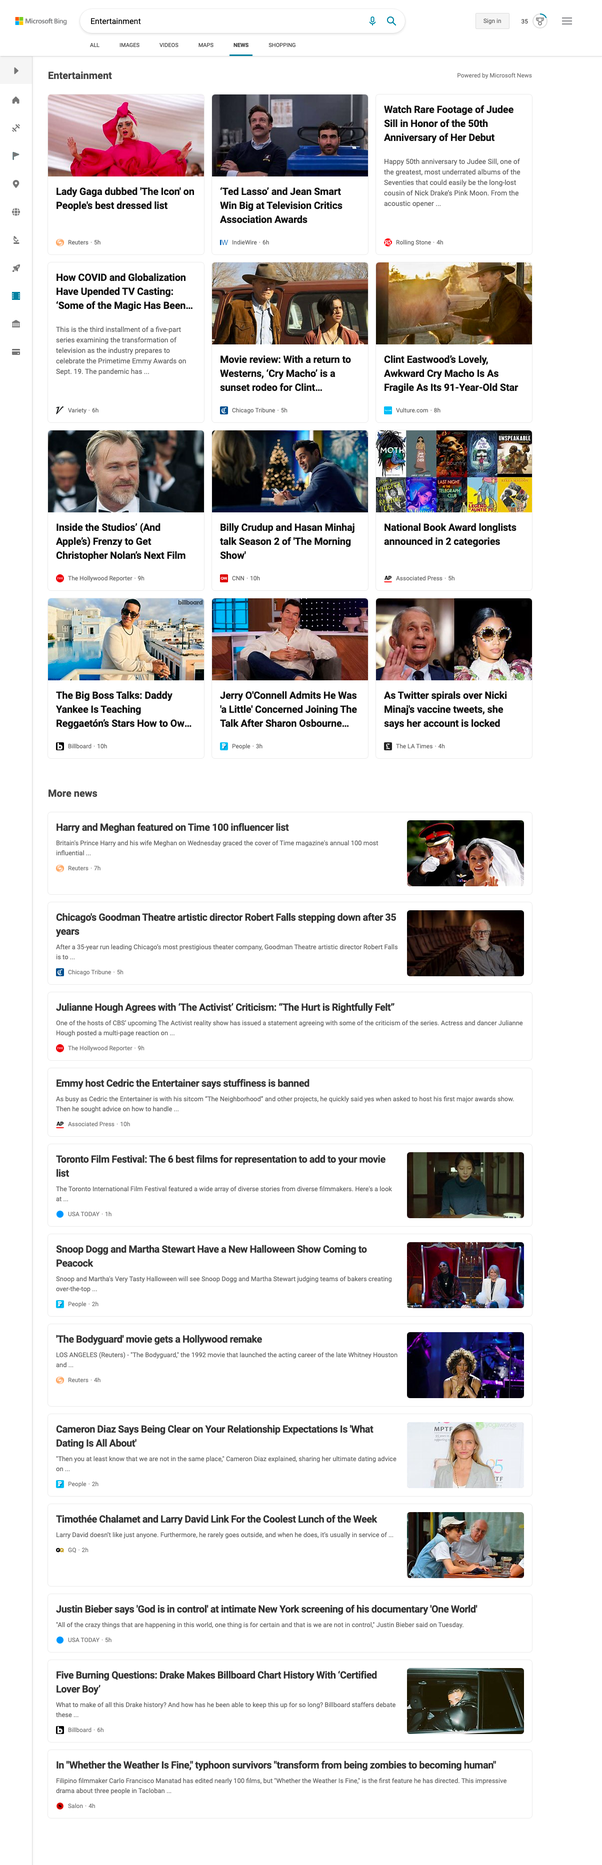 Microsoft Bing
Entertainment
Sign in
35
ALL
IMAGES
VIDEOS
MAPS
NEWS
SHOPPING
Entertainment
Powered by Microsoft News
Lady Gaga dubbed 'The Icon' on
People's best dressed list
Reuters · 5h
'Ted Lasso' and Jean Smart
Win Big at Television Critics
Association Awards
IndieWire · 6h
Watch Rare Footage of Judee
Sill in Honor of the 50th
Anniversary of Her Debut
Happy 50th anniversary to Judee Sill, one of
the greatest, most underrated albums of the
Seventies that could easily be the long-lost
cousin of Nick Drake's Pink Moon. From the
acoustic opener ...
Rolling Stone · 4h
How COVID and Globalization
Have Upended TV Casting:
'Some of the Magic Has Been...
This is the third installment of a five-part
series examining the transformation of
television as the industry prepares to
celebrate the Primetime Emmy Awards on
Sept. 19. The pandemic has ...
Variety · 6h
Movie review: With a return to
Westerns, 'Cry Macho' is a
sunset rodeo for Clint...
Chicago Tribune · 5h
Clint Eastwood's Lovely,
Awkward Cry Macho Is As
Fragile As Its 91-Year-Old Star
Vulture.com · 8h
Inside the Studios' (And
Apple's) Frenzy to Get
Christopher Nolan's Next Film
The Hollywood Reporter · 9h
Billy Crudup and Hasan Minhaj
talk Season 2 of 'The Morning
Show'
CNN · 10h
MOTH
UNSPEAKABLE
LAST NIGHT
TELEGRAPH
CLUB
National Book Award longlists
announced in 2 categories
AP
Associated Press · 5h
billboard
The Big Boss Talks: Daddy
Yankee Is Teaching
Reggaetón's Stars How to Ow...
Billboard · 10h
Jerry O'Connell Admits He Was
'a Little' Concerned Joining The
Talk After Sharon Osbourne...
People · 3h
As Twitter spirals over Nicki
Minaj's vaccine tweets, she
says her account is locked
The LA Times · 4h
More news
Harry and Meghan featured on Time 100 influencer list
Britain's Prince Harry and his wife Meghan on Wednesday graced the cover of Time magazine's annual 100 most
influential ...
Reuters · 7h
Chicago's Goodman Theatre artistic director Robert Falls stepping down after 35
years
After a 35-year run leading Chicago's most prestigious theater company, Goodman Theatre artistic director Robert Falls
is to ...
Chicago Tribune · 5h
Julianne Hough Agrees with 'The Activist' Criticism: "The Hurt is Rightfully Felt"
One of the hosts of CBS' upcoming The Activist reality show has issued a statement agreeing with some of the criticism of the series. Actress and dancer Julianne
Hough posted a multi-page reaction on ...
The Hollywood Reporter · 9h
Emmy host Cedric the Entertainer says stuffiness is banned
As busy as Cedric the Entertainer is with his sitcom "The Neighborhood" and other projects, he quickly said yes when asked to host his first major awards show.
Then he sought advice on how to handle ...
AP
Associated Press · 10h
Toronto Film Festival: The 6 best films for representation to add to your movie
list
The Toronto International Film Festival featured a wide array of diverse stories from diverse filmmakers. Here's a look
at ...
USA TODAY · 1h
Snoop Dogg and Martha Stewart Have a New Halloween Show Coming to
Peacock
Snoop and Martha's Very Tasty Halloween will see Snoop Dogg and Martha Stewart judging teams of bakers creating
over-the-top ...
People · 2h
'The Bodyguard' movie gets a Hollywood remake
LOS ANGELES (Reuters) - "The Bodyguard," the 1992 movie that launched the acting career of the late Whitney Houston
and ...
Reuters · 4h
Cameron Diaz Says Being Clear on Your Relationship Expectations Is 'What
Dating Is All About'
"Then you at least know that we are not in the same place," Cameron Diaz explained, sharing her ultimate dating advice
on ...
People · 2h
MPTF
Timothée Chalamet and Larry David Link For the Coolest Lunch of the Week
Larry David doesn't like just anyone. Furthermore, he rarely goes outside, and when he does, it's usually in service of ...
GQ · 2h
Justin Bieber says 'God is in control' at intimate New York screening of his documentary 'One World'
"All of the crazy things that are happening in this world, one thing is for certain and that is we are not in control," Justin Bieber said on Tuesday.
USA TODAY · 5h
Five Burning Questions: Drake Makes Billboard Chart History With 'Certified
Lover Boy'
What to make of all this Drake history? And how has he been able to keep this up for so long? Billboard staffers debate
these ...
Billboard · 6h
In "Whether the Weather Is Fine," typhoon survivors "transform from being zombies to becoming human"
Filipino filmmaker Carlo Francisco Manatad has edited nearly 100 films, but "Whether the Weather Is Fine," is the first feature he has directed. This impressive
drama about three people in Tacloban ...
Salon · 4h